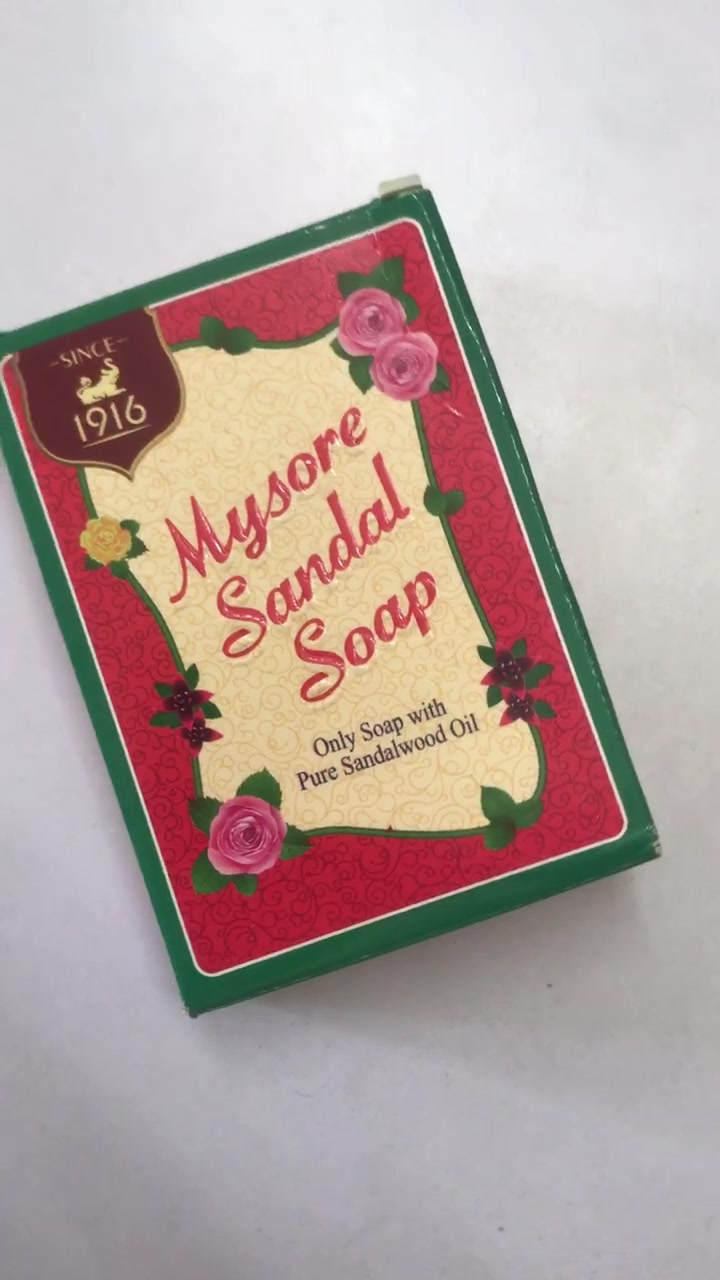 -SINCE-
1916
Mysore
Sandal
Soap
Only Soap with
Pure Sandalwood Oil